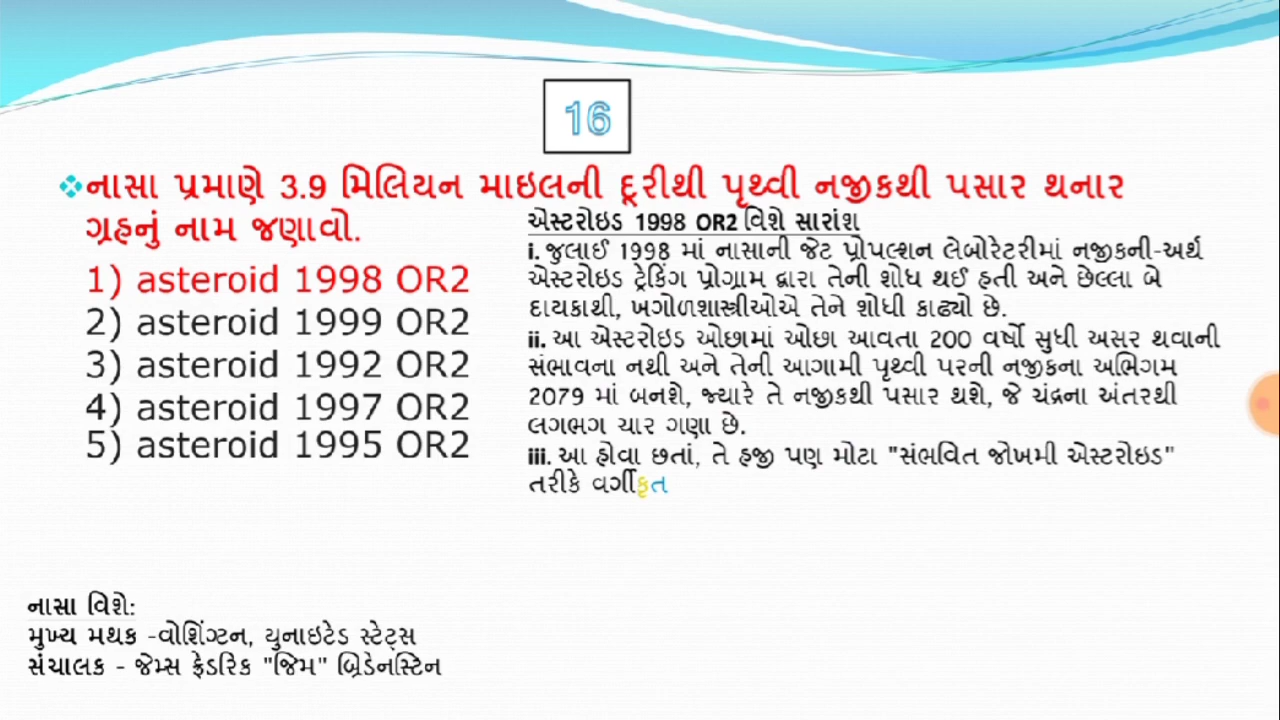 16
❖નાસા પ્રમાણે 3.9 મિલિયન માઇલની દૂરીથી પૃથ્વી નજીકથી પસાર થનાર
ગ્રહનું નામ જણાવો.
1) asteroid 1998 OR2
2) asteroid 1999 OR2
3) asteroid 1992 OR2
4) asteroid 1997 OR2
5) asteroid 1995 OR2
એસ્ટરોઇડ 1998 OR2 વિશે સારાંશ
i. જુલાઈ 1998 માં નાસાની જેટ પ્રોપલ્શન લેબોરેટરીમાં નજીકની-અર્થ
એસ્ટરોઇડ ટ્રેકિંગ પ્રોગ્રામ દ્વારા તેની શોધ થઈ હતી અને છેલ્લા બે
દાયકાથી, ખગોળશાસ્ત્રીઓએ તેને શોધી કાઢ્યો છે.
ii. આ એસ્ટરોઇડ ઓછામાં ઓછા આવતા 200 વર્ષો સુધી અસર થવાની
સંભાવના નથી અને તેની આગામી પૃથ્વી પરની નજીકના અભિગમ
2079 માં બનશે, જ્યારે તે નજીકથી પસાર થશે, જે ચંદ્રના અંતરથી
લગભગ ચાર ગણા છે.
iii. આ હોવા છતાં, તે હજી પણ મોટા "સંભવિત જોખમી એસ્ટરોઇડ"
તરીકે વર્ગીકૃત
નાસા વિશે:
મુખ્ય મથક -વોશિંગ્ટન, યુનાઇટેડ સ્ટેટ્સ
સંચાલક - જેમ્સ ફ્રેડરિક "જિમ" બ્રિડેનસ્ટિન